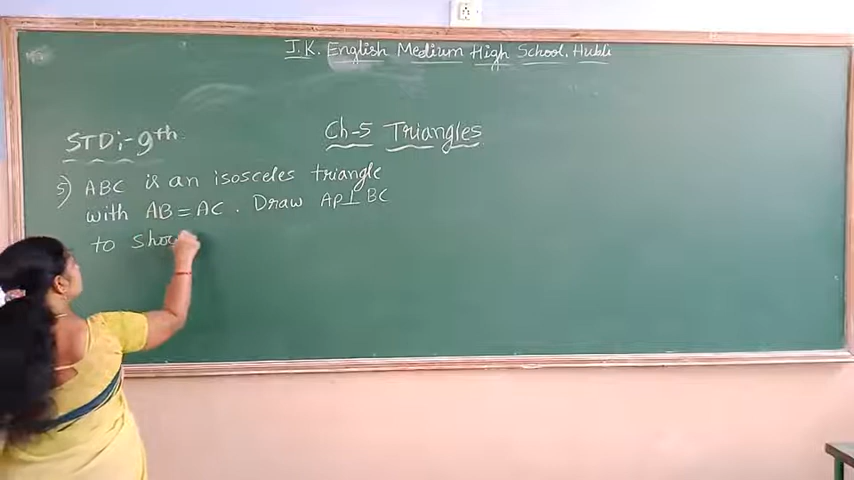 J.K. English Medium High School, Hubli
STD:-9th
Ch-5 Triangles
5) ABC is an isosceles triangle
with AB=AC. Draw AP⊥BC
to show